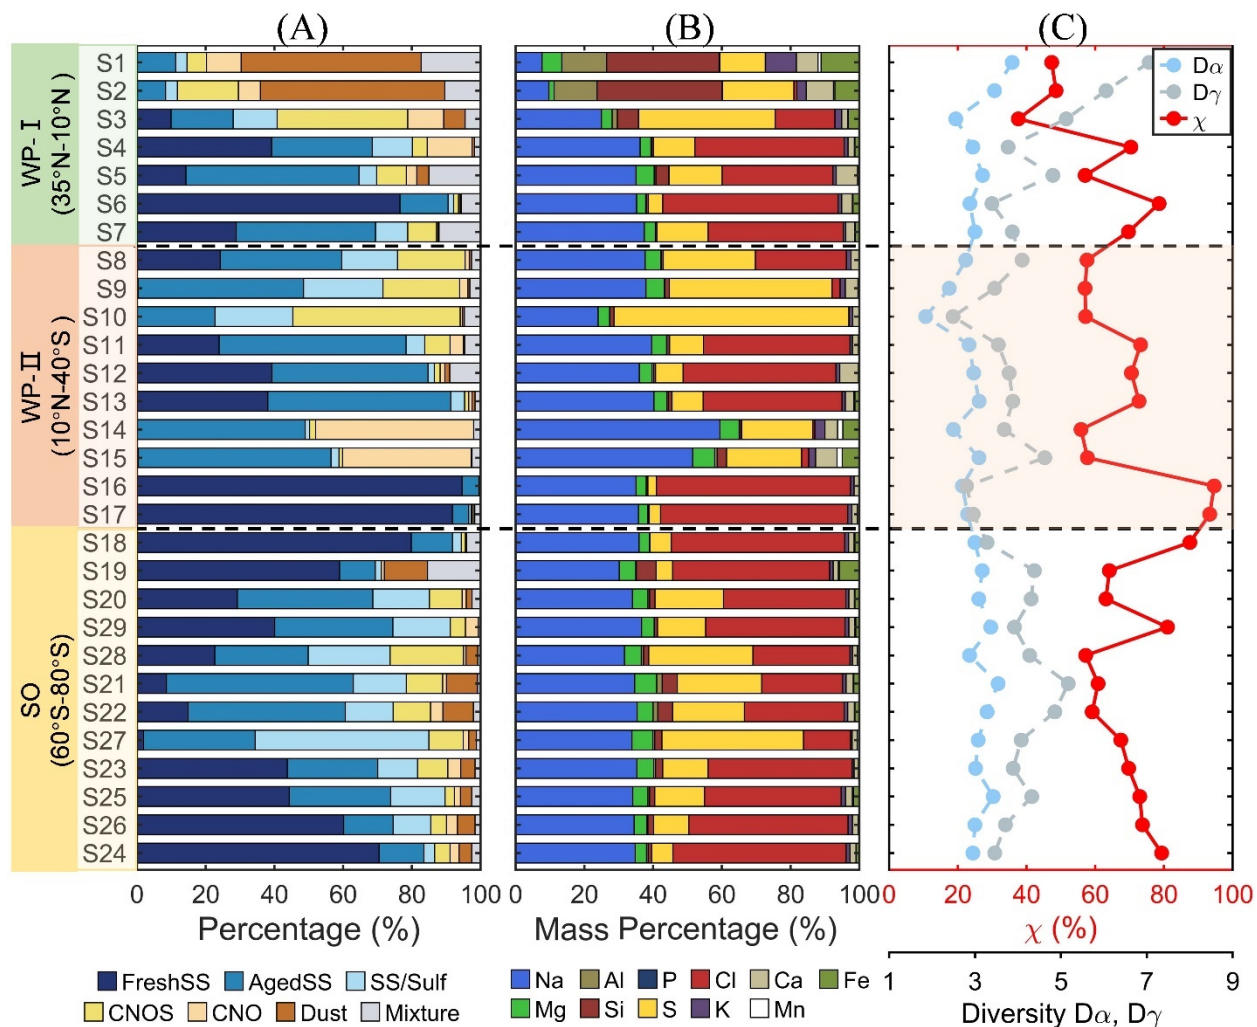 (A) (B) (C)
WP-I
(35°N-10°N)
S1
S2
S3
S4
S5
S6
S7
WP-II
(10°N-40°S)
S8
S9
S10
S11
S12
S13
S14
S15
S16
S17
SO
(60°S-80°S)
S18
S19
S20
S29
S28
S21
S22
S27
S23
S25
S26
S24
Dα
Dγ
χ
0 20 40 60 80 100
Percentage (%)
0 20 40 60 80 100
Mass Percentage (%)
0 20 40 60 80 100
χ (%)
1 3 5 7 9
Diversity Dα, Dγ
FreshSS AgedSS SS/Sulf
CNOS CNO Dust Mixture
Na Al P Cl Ca Fe
Mg Si S K Mn